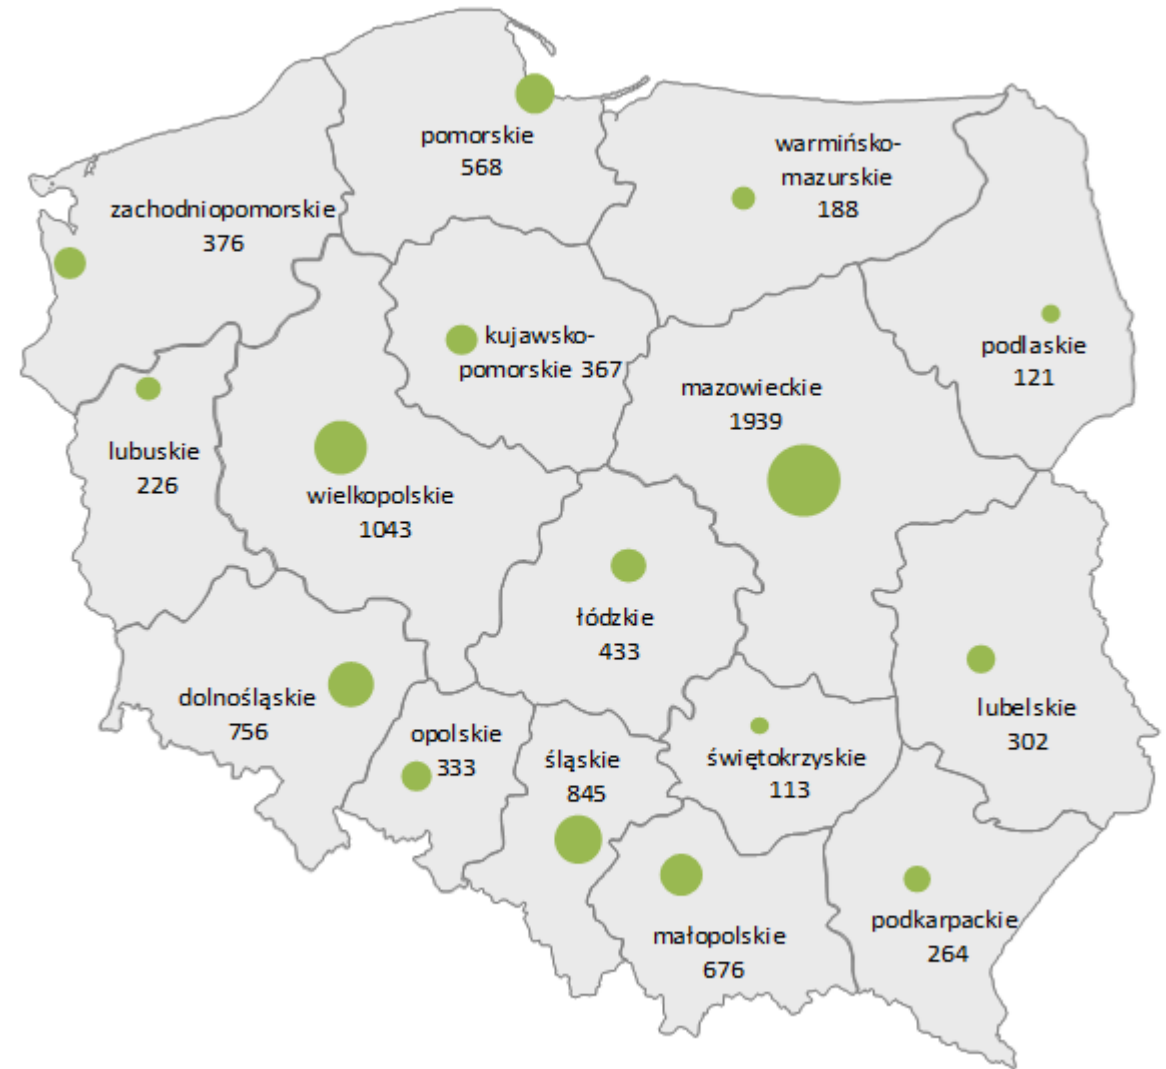 pomorskie
568
warmińsko-
mazurskie
188
zachodniopomorskie
376
kujawsko-
pomorskie 367
podlaskie
121
mazowieckie
1939
lubuskie
226
wielkopolskie
1043
łódzkie
433
dolnośląskie
756
opolskie
333
śląskie
845
świętokrzyskie
113
lubelskie
302
małopolskie
676
podkarpackie
264